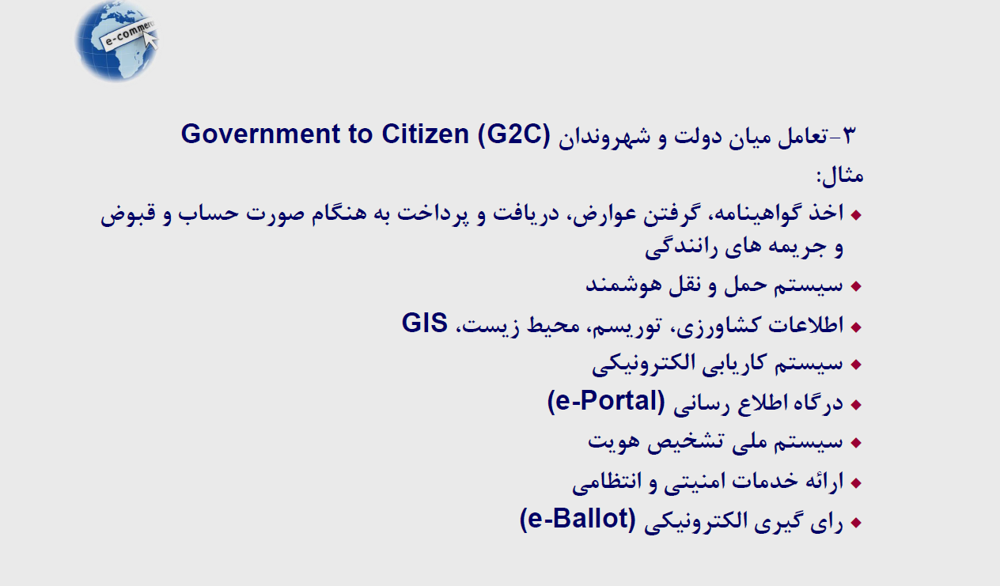 e-commerc
۳-تعامل میان دولت و شهروندان Government to Citizen (G2C)
مثال:
اخذ گواهینامه، گرفتن عوارض، دریافت و پرداخت به هنگام صورت حساب و قبوض
و جریمه های رانندگی
سیستم حمل و نقل هوشمند
اطلاعات کشاورزی، توریسم، محیط زیست، GIS
سیستم کاریابی الکترونیکی
درگاه اطلاع رسانی (e-Portal)
سیستم ملی تشخیص هویت
ارائه خدمات امنیتی و انتظامی
رای گیری الکترونیکی (e-Ballot)